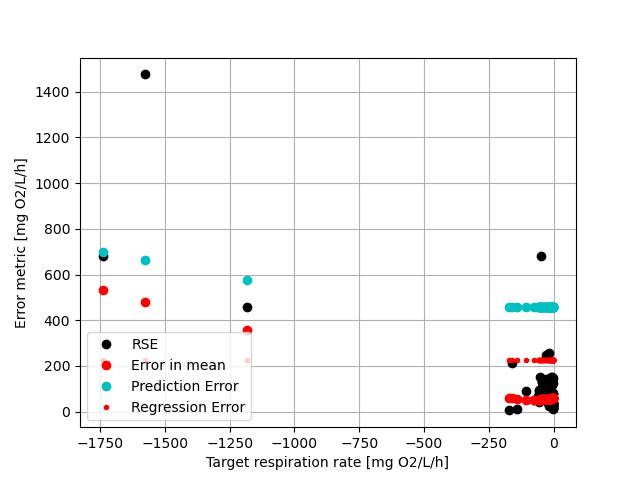 1400
1200
1000
800
600
400
200
0
Error metric [mg O2/L/h]
RSE
Error in mean
Prediction Error
Regression Error
−1750 −1500 −1250 −1000 −750 −500 −250 0
Target respiration rate [mg O2/L/h]